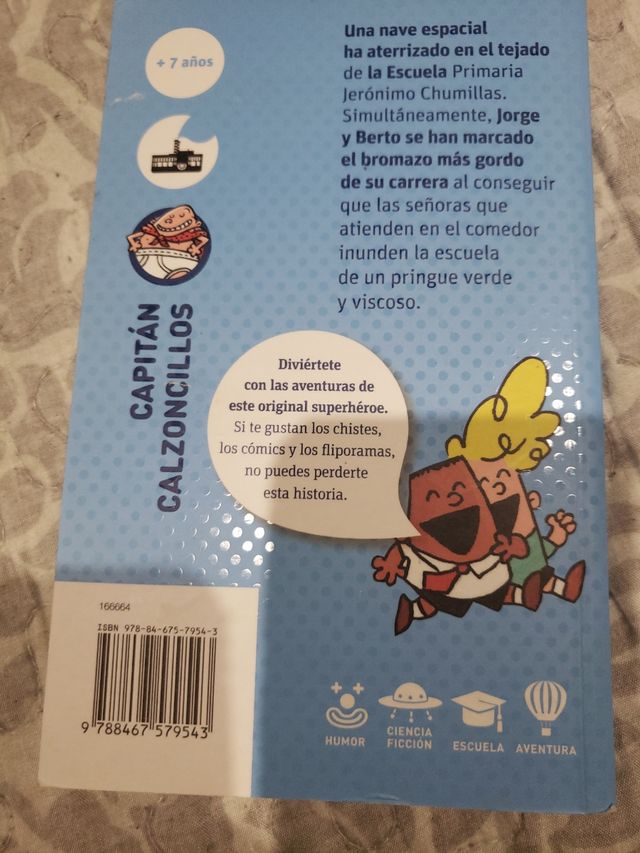 + 7 años
Una nave espacial
ha aterrizado en el tejado
de la Escuela Primaria
Jerónimo Chumillas.
Simultáneamente, Jorge
y Berto se han marcado
el bromazo más gordo
de su carrera al conseguir
que las señoras que
atienden en el comedor
inunden la escuela
de un pringue verde
y viscoso.
CAPITÁN
CALZONCILLOS
Diviértete
con las aventuras de
este original superhéroe.
Si te gustan los chistes,
los cómics y los fliporamas,
no puedes perderte
esta historia.
166664
ISBN 978-84-675-7954-3
9 788467 579543
HUMOR
CIENCIA
FICCIÓN
ESCUELA
AVENTURA